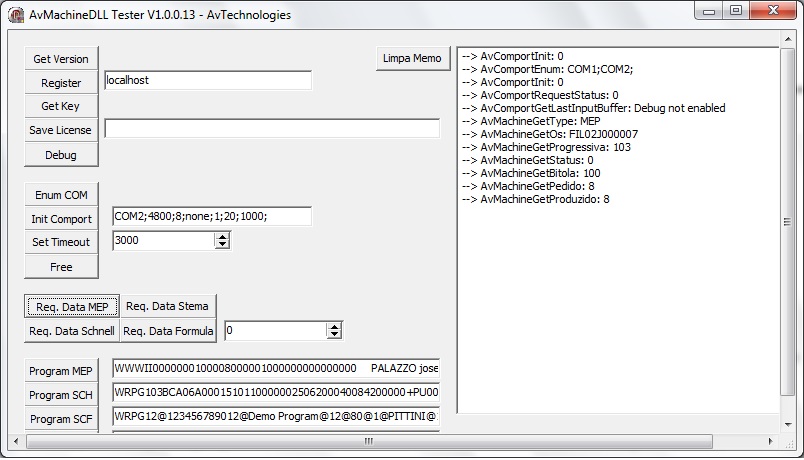 AvMachineDLL Tester V1.0.0.13 - AvTechnologies
Get Version
Register
localhost
Get Key
Save License
Debug
Limpa Memo
Enum COM
Init Comport
COM2;4800;8;none;1;20;1000;
Set Timeout
3000
Free
Req. Data MEP
Req. Data Stema
Req. Data Schnell
Req. Data Formula
0
Program MEP
WWWII00000001000800000100000000000000 PALAZZO jose
Program SCH
WRPG103BCA06A00015101100000025062000400842000 00+PU00
Program SCF
WRPG12@123456789012@Demo Program@12@80@1@PITTINI@
--> AvComportInit: 0
--> AvComportEnum: COM1;COM2;
--> AvComportInit: 0
--> AvComportRequestStatus: 0
--> AvComportGetLastInputBuffer: Debug not enabled
--> AvMachineGetType: MEP
--> AvMachineGetOs: FIL02J000007
--> AvMachineGetProgressiva: 103
--> AvMachineGetStatus: 0
--> AvMachineGetBitola: 100
--> AvMachineGetPedido: 8
--> AvMachineGetProduzido: 8